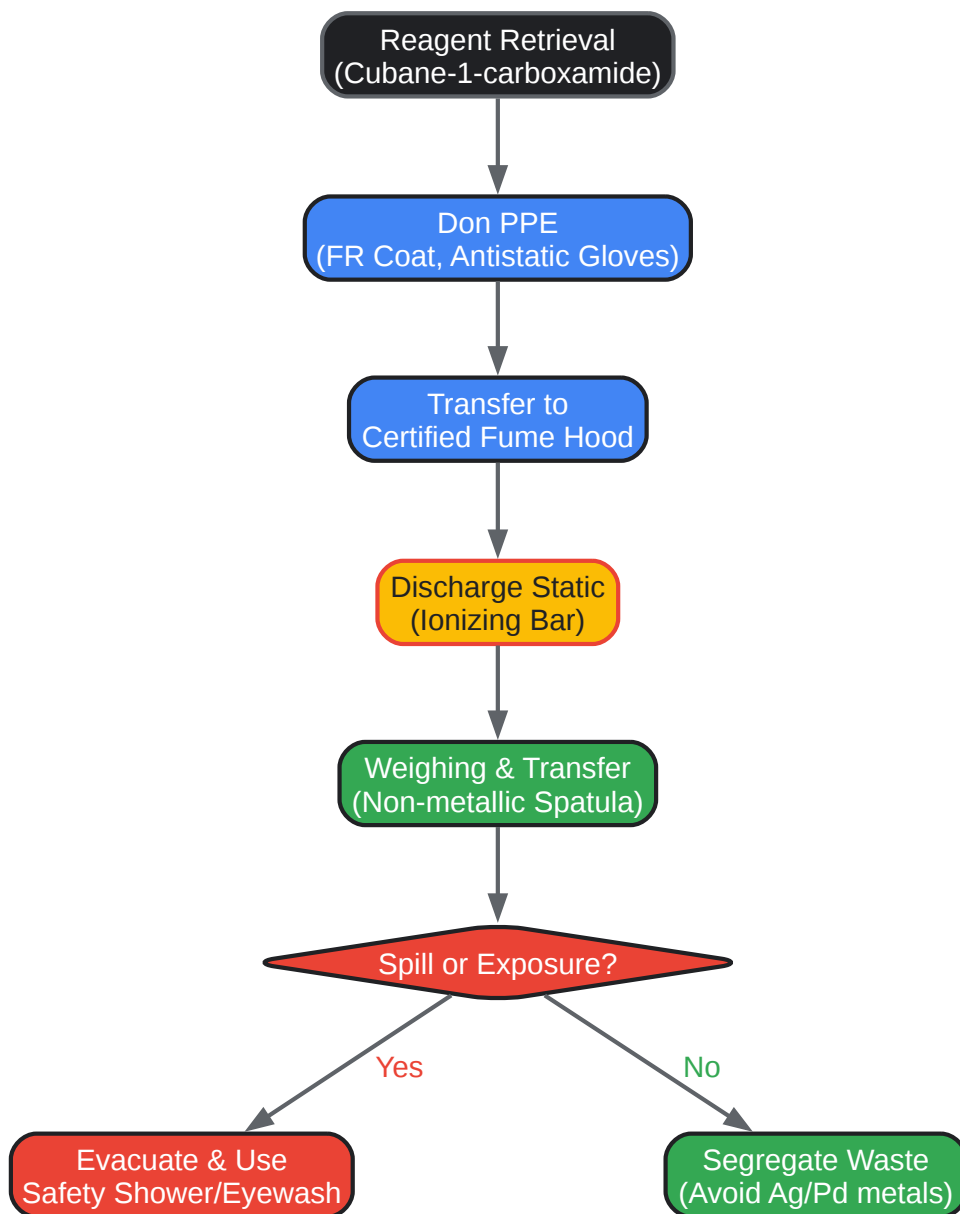 Reagent Retrieval
(Cubane-1-carboxamide)
Don PPE
(FR Coat, Antistatic Gloves)
Transfer to
Certified Fume Hood
Discharge Static
(Ionizing Bar)
Weighing & Transfer
(Non-metallic Spatula)
Spill or Exposure?
Yes
No
Evacuate & Use
Safety Shower/Eyewash
Segregate Waste
(Avoid Ag/Pd metals)